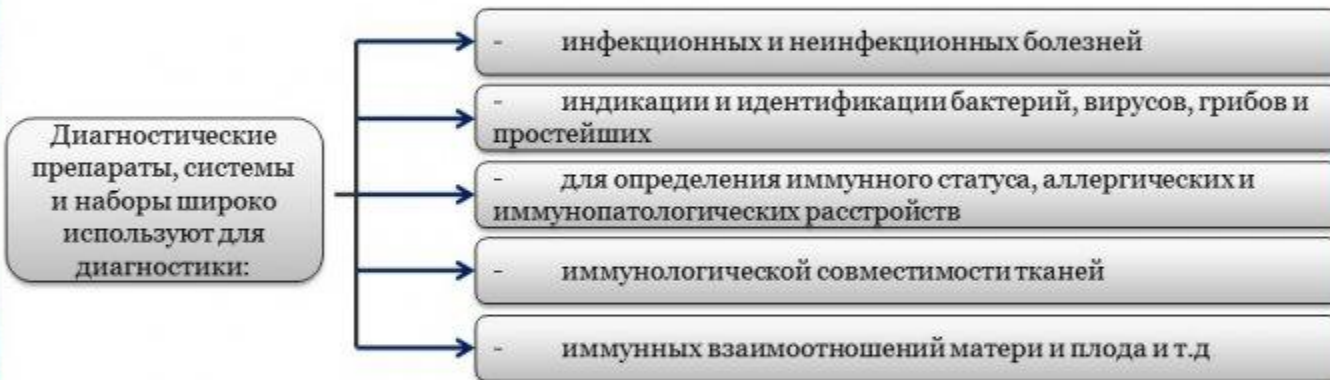 Диагностические
препараты, системы
и наборы широко
используют для
диагностики:
- инфекционных и неинфекционных болезней
- индикации и идентификации бактерий, вирусов, грибов и
простейших
- для определения иммунного статуса, аллергических и
иммунопатологических расстройств
- иммунологической совместимости тканей
- иммунных взаимоотношений матери и плода и т.д